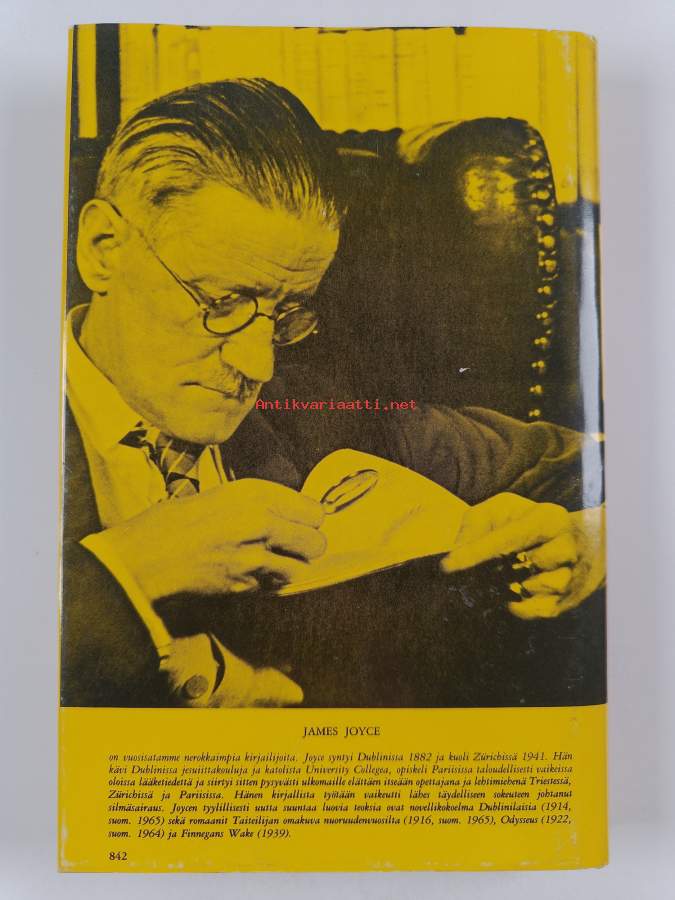 Antikvariaatti.net
JAMES JOYCE
on vuosisatamme nerokkaimpia kirjailijoita. Joyce syntyi Dublinissa 1882 ja kuoli Zürichissä 1941. Hän
kävi Dublinissa jesuiittakouluja ja katolista University Collegea, opiskeli Pariisissa taloudellisesti vaikeissa
oloissa lääketiedettä ja siirtyi sitten pysyvästi ulkomaille elättäen itseään opettajana ja lehtimiehenä Triestessä,
Zürichissä ja Pariisissa. Hänen kirjallista työtään vaikeutti lähes täydelliseen sokeuteen johtanut
silmäsairaus. Joycen tyylillisesti uutta suuntaa luovia teoksia ovat novellikokoelma Dublinilaisia (1914,
suom. 1965) sekä romaanit Taiteilijan omakuva nuoruudenvuosilta (1916, suom. 1965), Odysseus (1922,
suom. 1964) ja Finnegans Wake (1939).
842